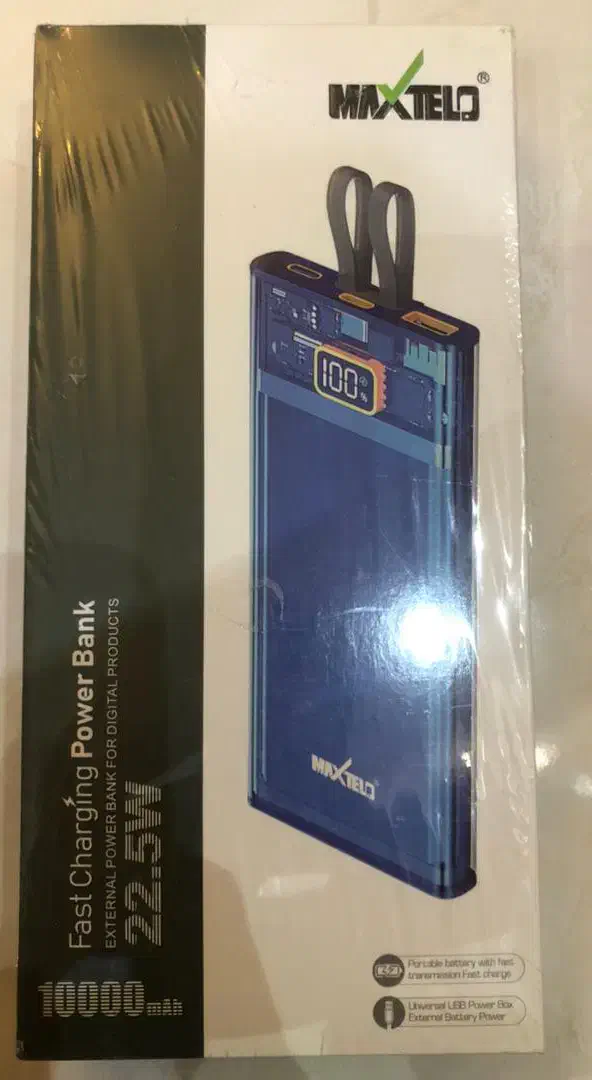 MAXTELO®
100%
MAXTELO®
Fast Charging Power Bank
EXTERNAL POWER BANK FOR DIGITAL PRODUCTS
22.5W
10000mAh
Portable battery with fast
transmission Fast charge
Universal USB Power Box
External Battery Power